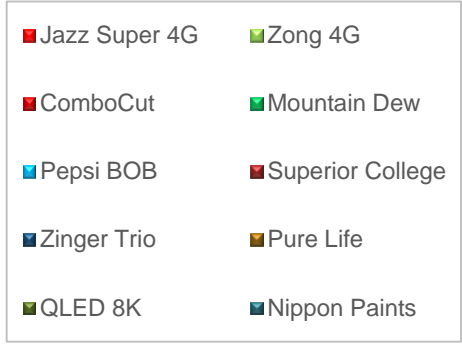 Jazz Super 4G
Zong 4G
ComboCut
Mountain Dew
Pepsi BOB
Superior College
Zinger Trio
Pure Life
QLED 8K
Nippon Paints